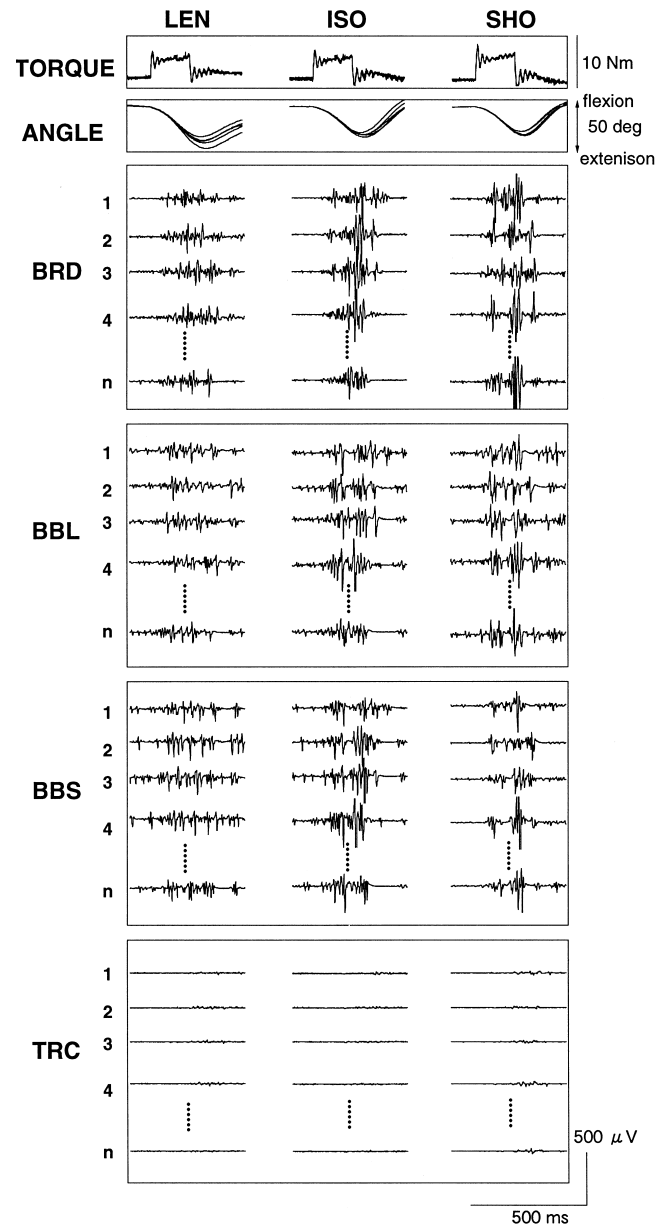 LEN ISO SHO
TORQUE 10 Nm
flexion
ANGLE 50 deg
extenison
1
2
BRD 3
4
n
1
2
BBL 3
4
n
1
2
BBS 3
4
n
1
2
TRC 3
4
n
500 μV
500 ms